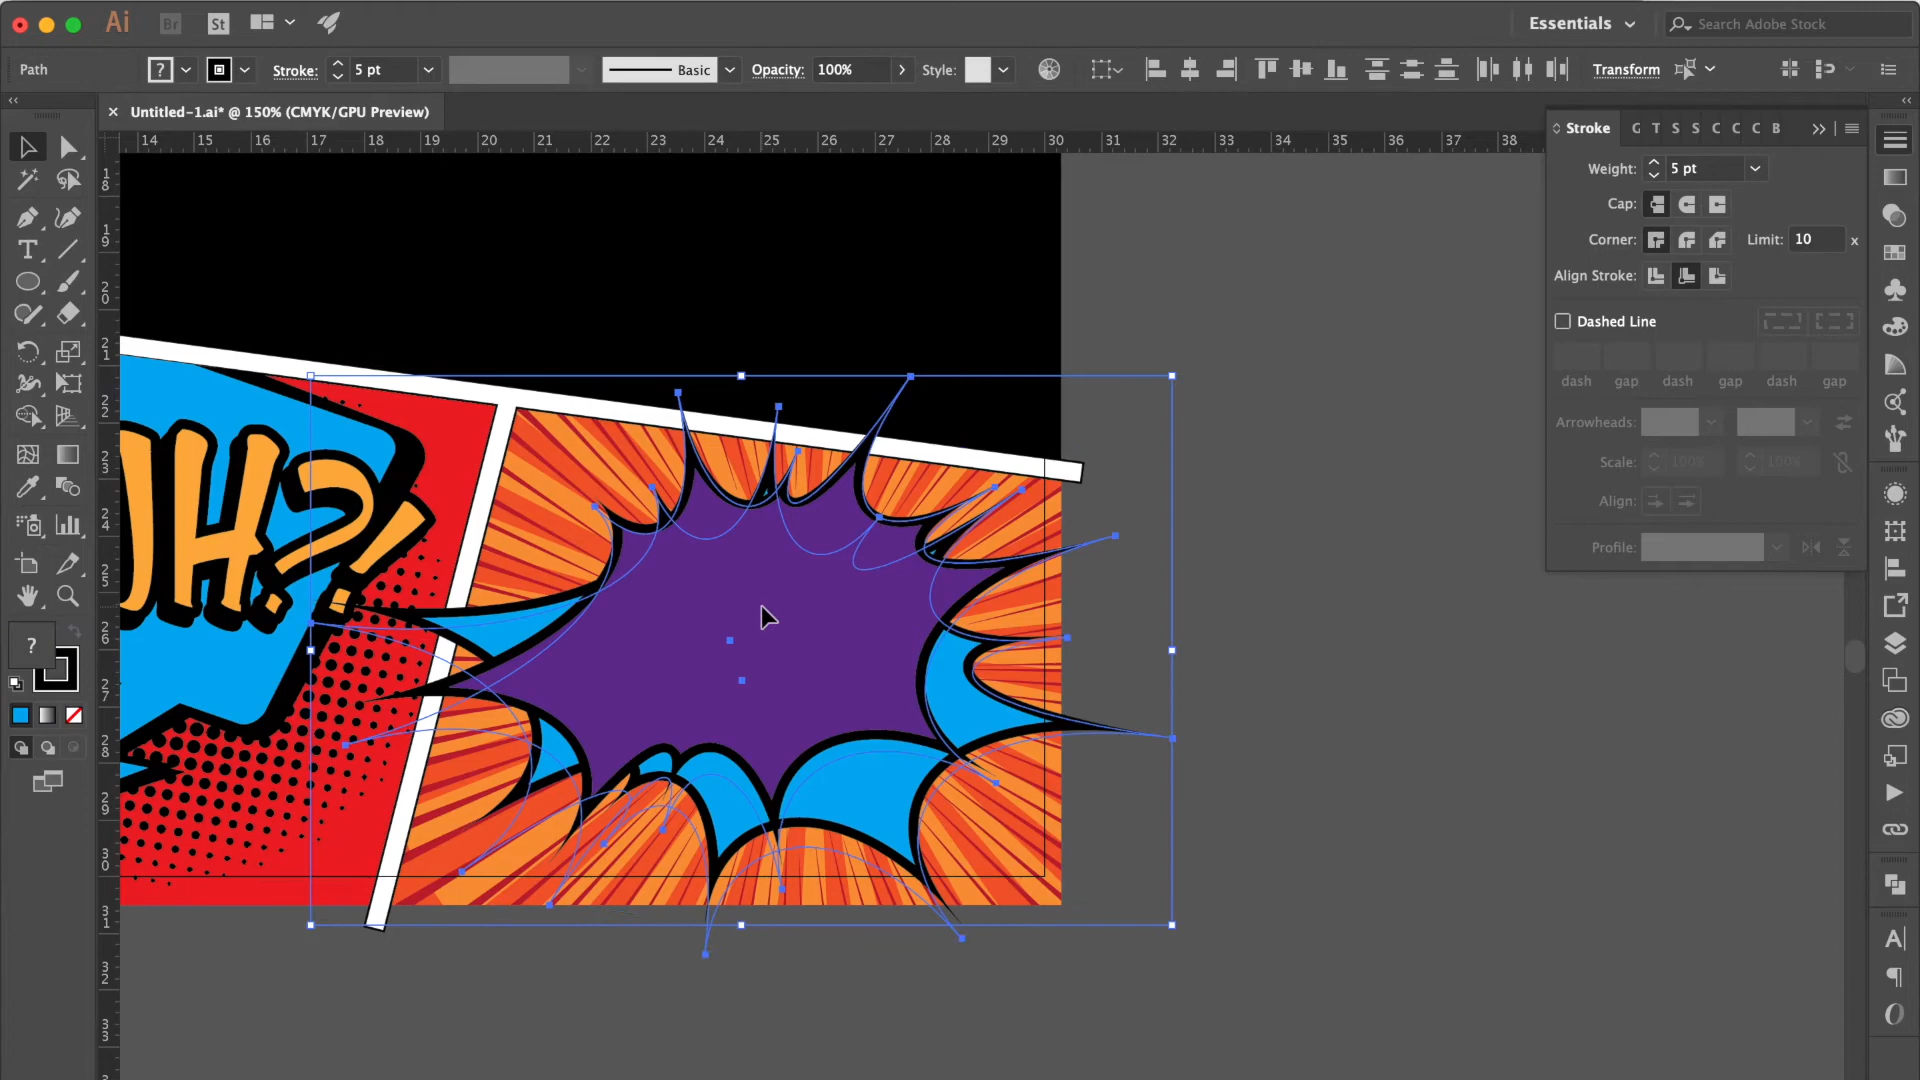 Ai Br St Essentials Search Adobe Stock
Path ? Stroke: 5 pt Basic Opacity: 100% Style: Transform
Untitled-1.ai* @ 150% (CMYK/GPU Preview)
14 15 16 17 18 19 20 21 22 23 24 25 26 27 28 29 30 31 32 33 34 35 36 37 38
Stroke G T S S C C C B
Weight: 5 pt
Cap:
Corner: Limit: 10 x
Align Stroke:
Dashed Line
dash gap dash gap dash gap
Arrowheads:
Scale: 100% 100%
Align:
Profile:
18
19
20
21
22
23
24
25
26
27
28
29
30
31
32
33
UH?!
?